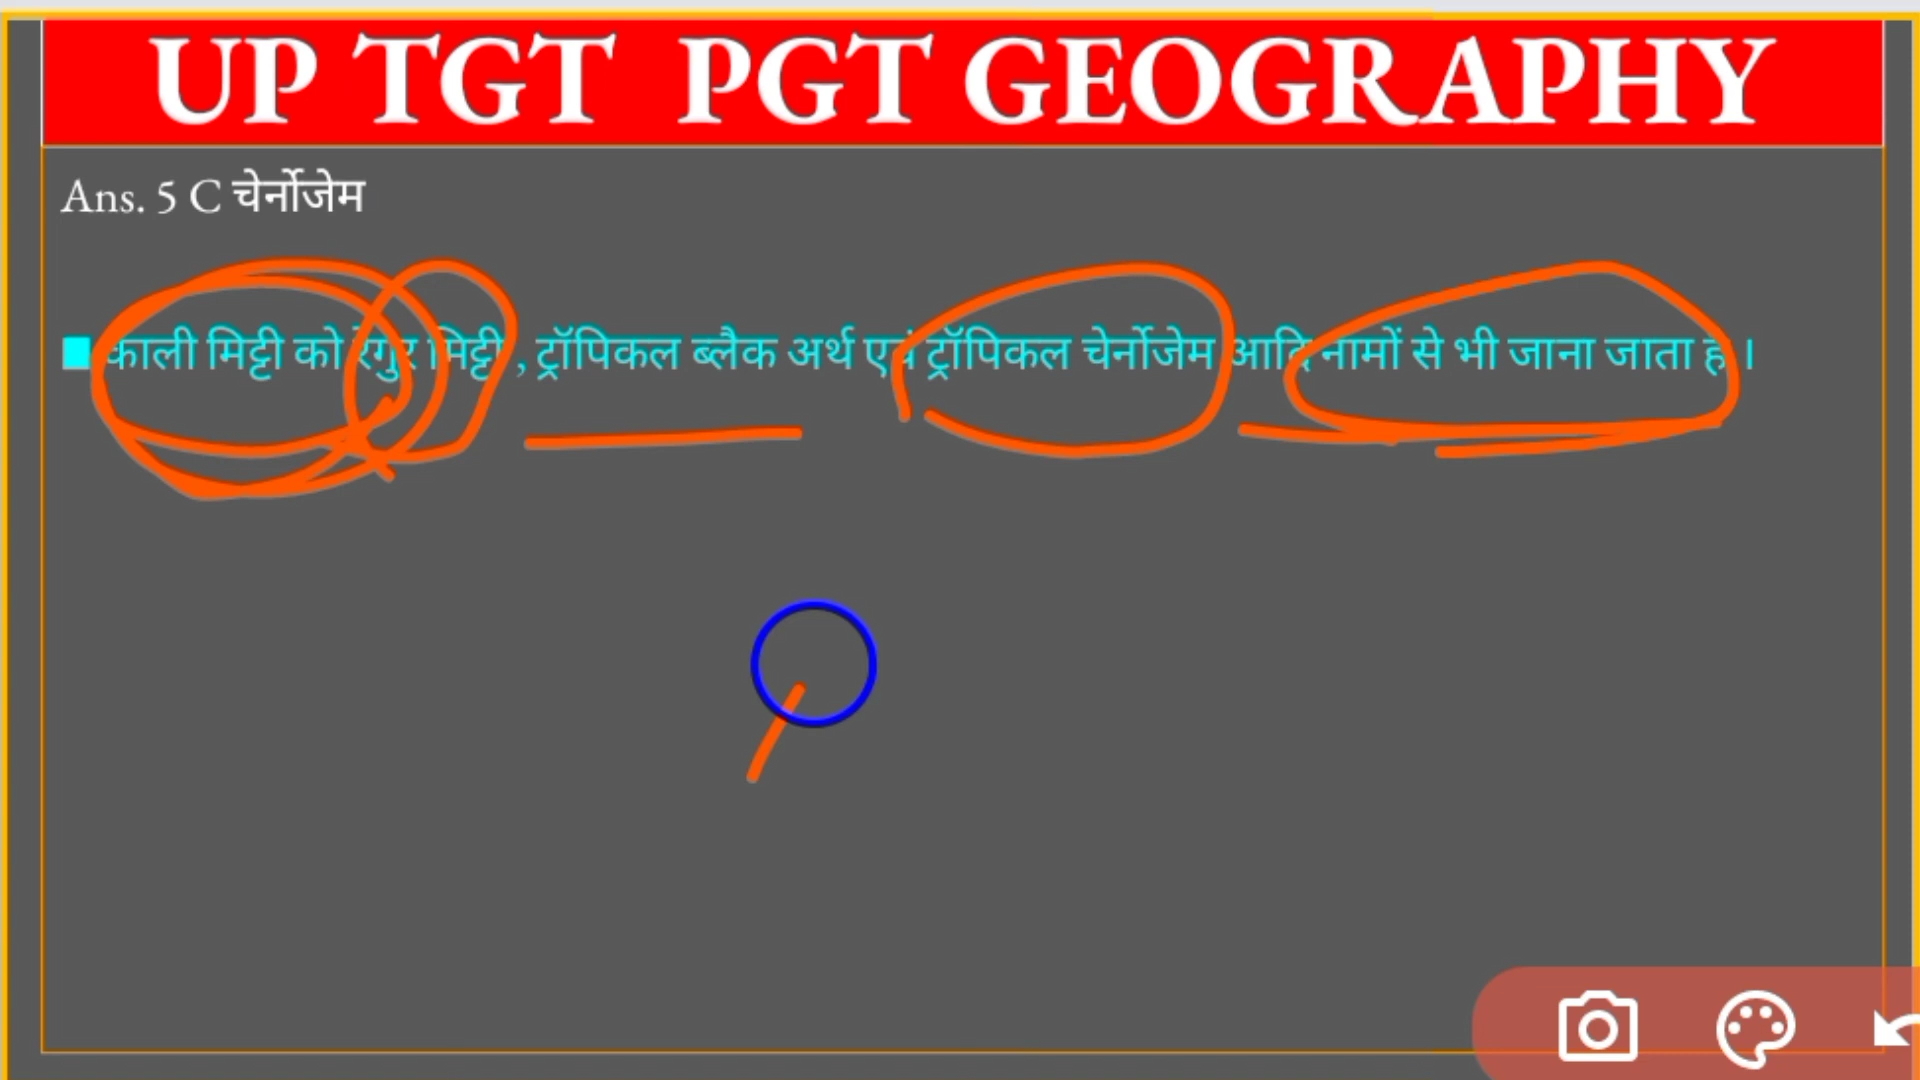 UP TGT PGT GEOGRAPHY
Ans. 5 C चेर्नोजेम
काली मिट्टी को रेगुर मिट्टी , ट्रॉपिकल ब्लैक अर्थ एवं ट्रॉपिकल चेर्नोजेम आदि नामों से भी जाना जाता है ।